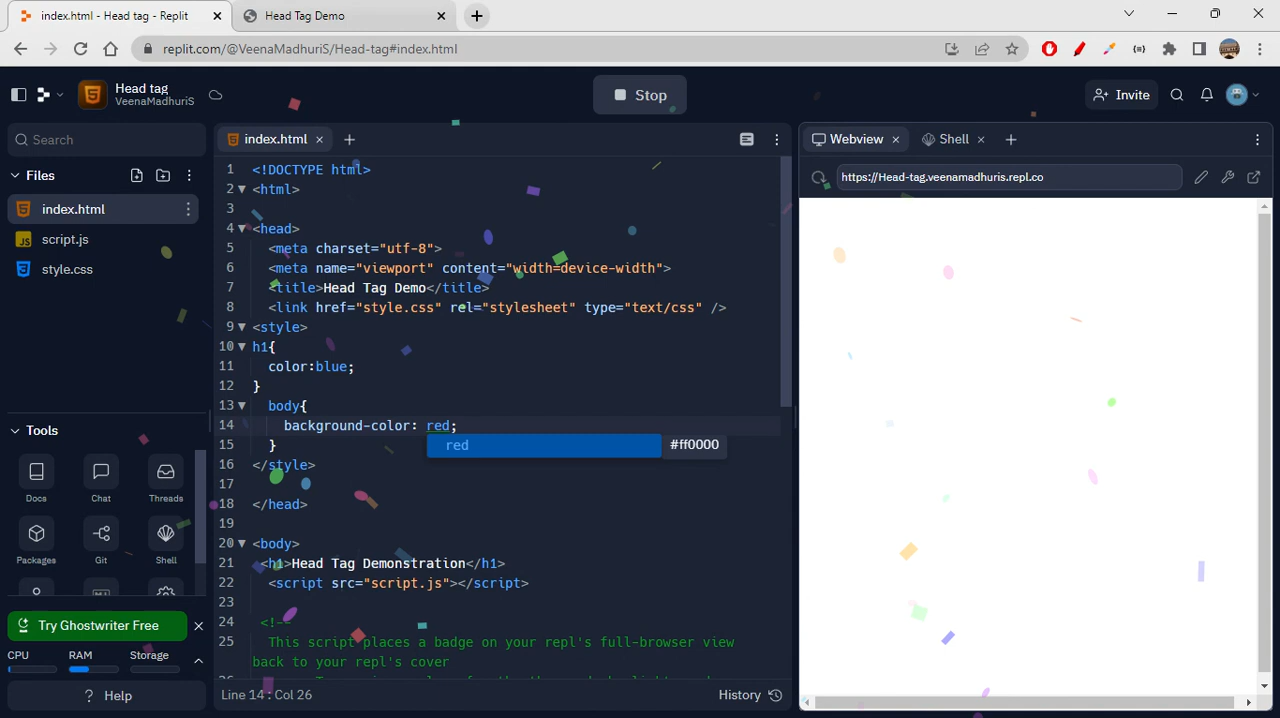 index.html - Head tag - Replit
Head Tag Demo
replit.com/@VeenaMadhuriS/Head-tag#index.html
Head tag
VeenaMadhuriS
Stop
Invite
Search
Files
index.html
script.js
style.css
Tools
Docs
Chat
Threads
Packages
Git
Shell
Try Ghostwriter Free
CPU
RAM
Storage
? Help
index.html
1 <!DOCTYPE html>
2 <html>
3
4 <head>
5 <meta charset="utf-8">
6 <meta name="viewport" content="width=device-width">
7 <title>Head Tag Demo</title>
8 <link href="style.css" rel="stylesheet" type="text/css" />
9 <style>
10 h1{
11 color:blue;
12 }
13 body{
14 background-color: red;
red #ff0000
15 }
16 </style>
17
18 </head>
19
20 <body>
21 <h1>Head Tag Demonstration</h1>
22 <script src="script.js"></script>
23
24 <!--
25 This script places a badge on your repl's full-browser view
back to your repl's cover
Line 14 : Col 26
History
Webview
Shell
https://Head-tag.veenamadhuris.repl.co